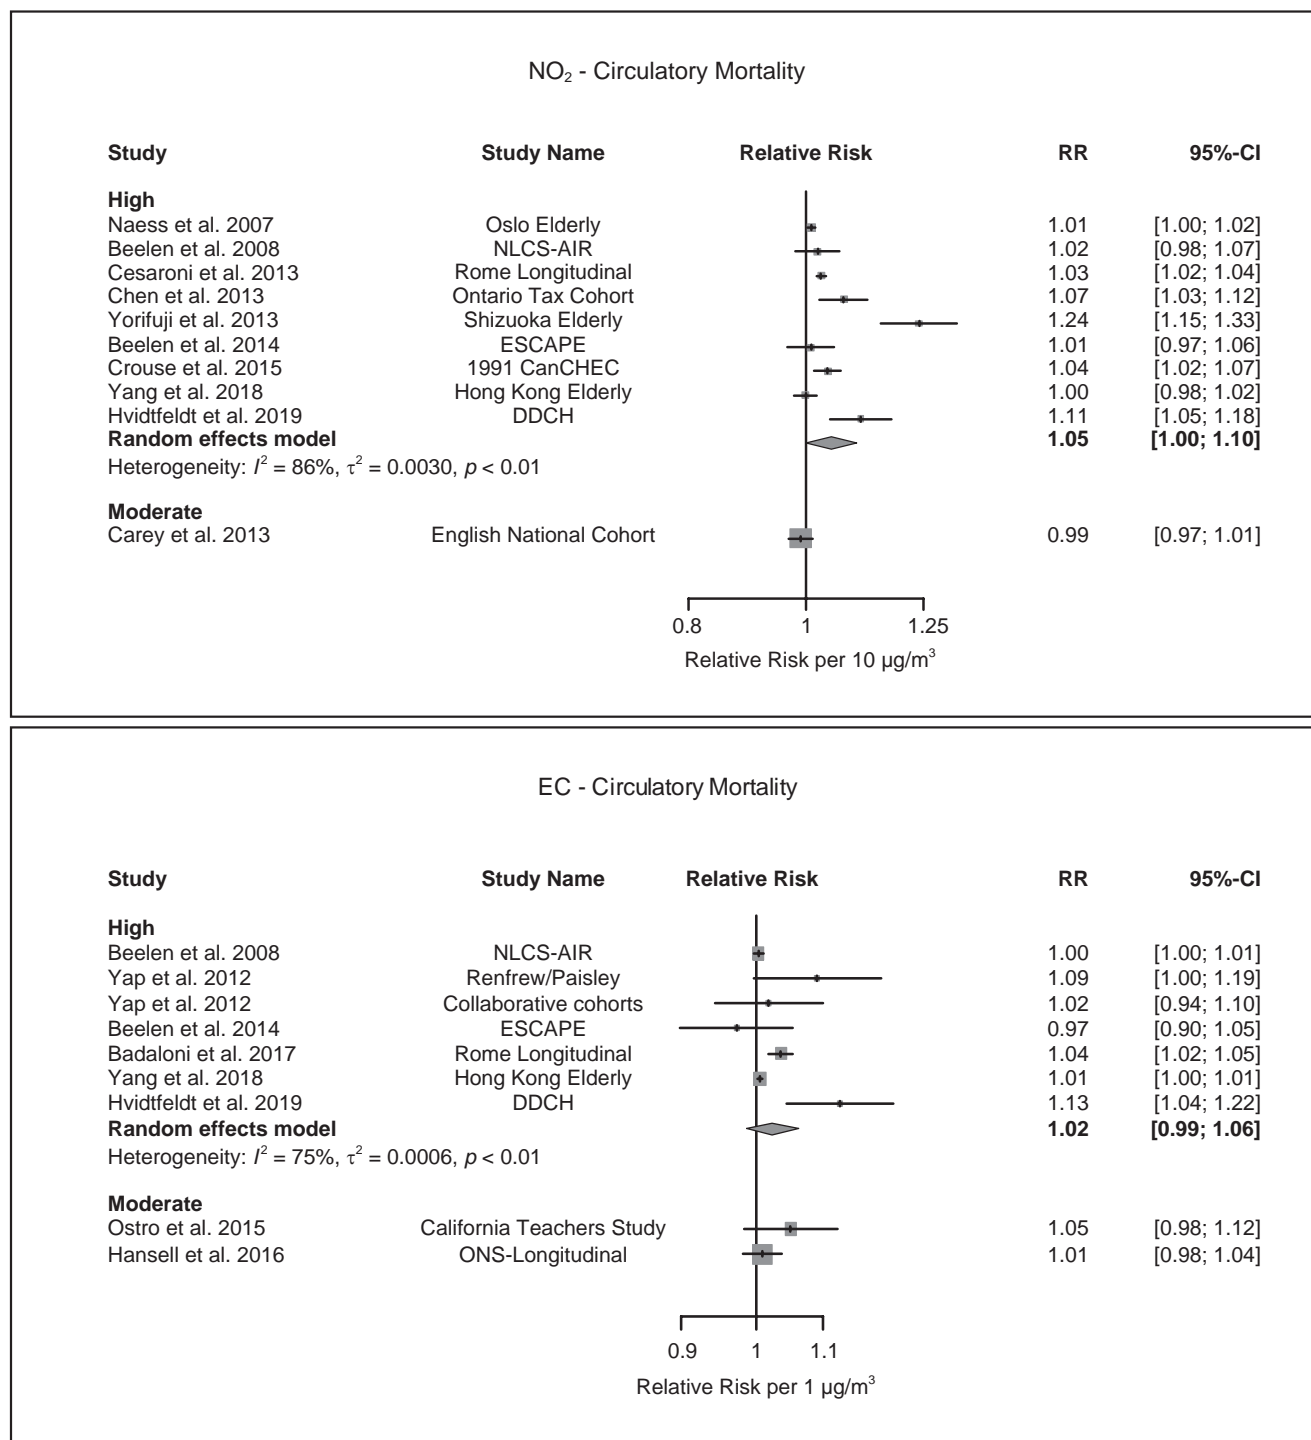 NO₂ - Circulatory Mortality
Study Study Name Relative Risk RR 95%-CI
High
Naess et al. 2007 Oslo Elderly 1.01 [1.00; 1.02]
Beelen et al. 2008 NLCS-AIR 1.02 [0.98; 1.07]
Cesaroni et al. 2013 Rome Longitudinal 1.03 [1.02; 1.04]
Chen et al. 2013 Ontario Tax Cohort 1.07 [1.03; 1.12]
Yorifuji et al. 2013 Shizuoka Elderly 1.24 [1.15; 1.33]
Beelen et al. 2014 ESCAPE 1.01 [0.97; 1.06]
Crouse et al. 2015 1991 CanCHEC 1.04 [1.02; 1.07]
Yang et al. 2018 Hong Kong Elderly 1.00 [0.98; 1.02]
Hvidtfeldt et al. 2019 DDCH 1.11 [1.05; 1.18]
Random effects model 1.05 [1.00; 1.10]
Heterogeneity: I² = 86%, τ² = 0.0030, p < 0.01
Moderate
Carey et al. 2013 English National Cohort 0.99 [0.97; 1.01]
0.8 1 1.25
Relative Risk per 10 µg/m³
EC - Circulatory Mortality
Study Study Name Relative Risk RR 95%-CI
High
Beelen et al. 2008 NLCS-AIR 1.00 [1.00; 1.01]
Yap et al. 2012 Renfrew/Paisley 1.09 [1.00; 1.19]
Yap et al. 2012 Collaborative cohorts 1.02 [0.94; 1.10]
Beelen et al. 2014 ESCAPE 0.97 [0.90; 1.05]
Badaloni et al. 2017 Rome Longitudinal 1.04 [1.02; 1.05]
Yang et al. 2018 Hong Kong Elderly 1.01 [1.00; 1.01]
Hvidtfeldt et al. 2019 DDCH 1.13 [1.04; 1.22]
Random effects model 1.02 [0.99; 1.06]
Heterogeneity: I² = 75%, τ² = 0.0006, p < 0.01
Moderate
Ostro et al. 2015 California Teachers Study 1.05 [0.98; 1.12]
Hansell et al. 2016 ONS-Longitudinal 1.01 [0.98; 1.04]
0.9 1 1.1
Relative Risk per 1 µg/m³